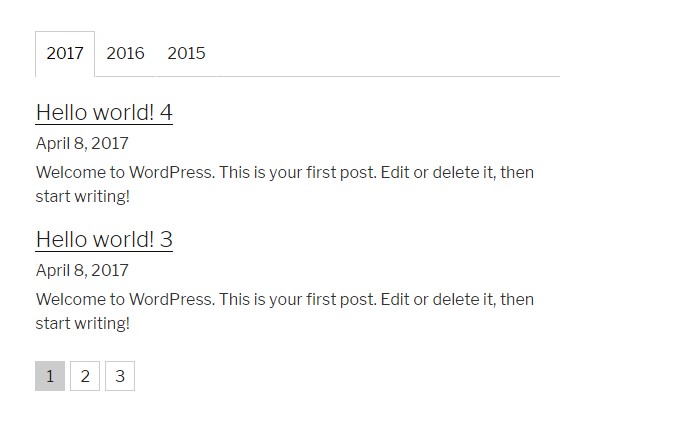 2017 2016 2015
Hello world! 4
April 8, 2017
Welcome to WordPress. This is your first post. Edit or delete it, then
start writing!
Hello world! 3
April 8, 2017
Welcome to WordPress. This is your first post. Edit or delete it, then
start writing!
1 2 3